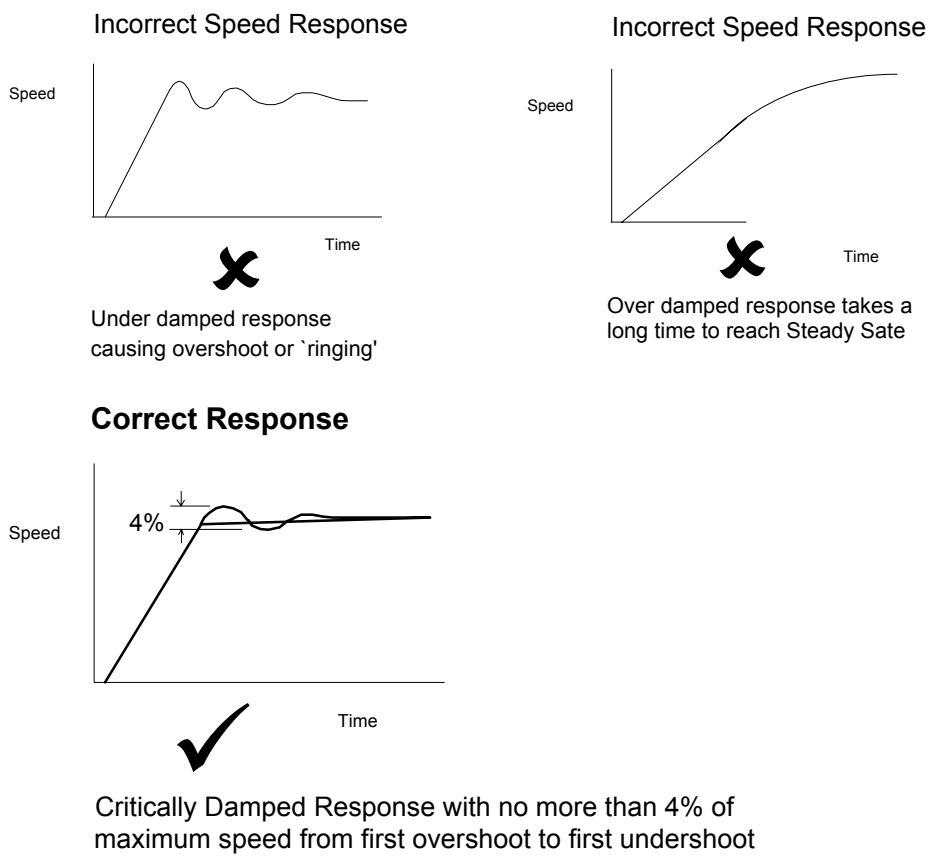 Incorrect Speed Response
Speed
Time
Under damped response
causing overshoot or `ringing'
Incorrect Speed Response
Speed
Time
Over damped response takes a
long time to reach Steady Sate
Correct Response
4%
Speed
Time
Critically Damped Response with no more than 4% of
maximum speed from first overshoot to first undershoot